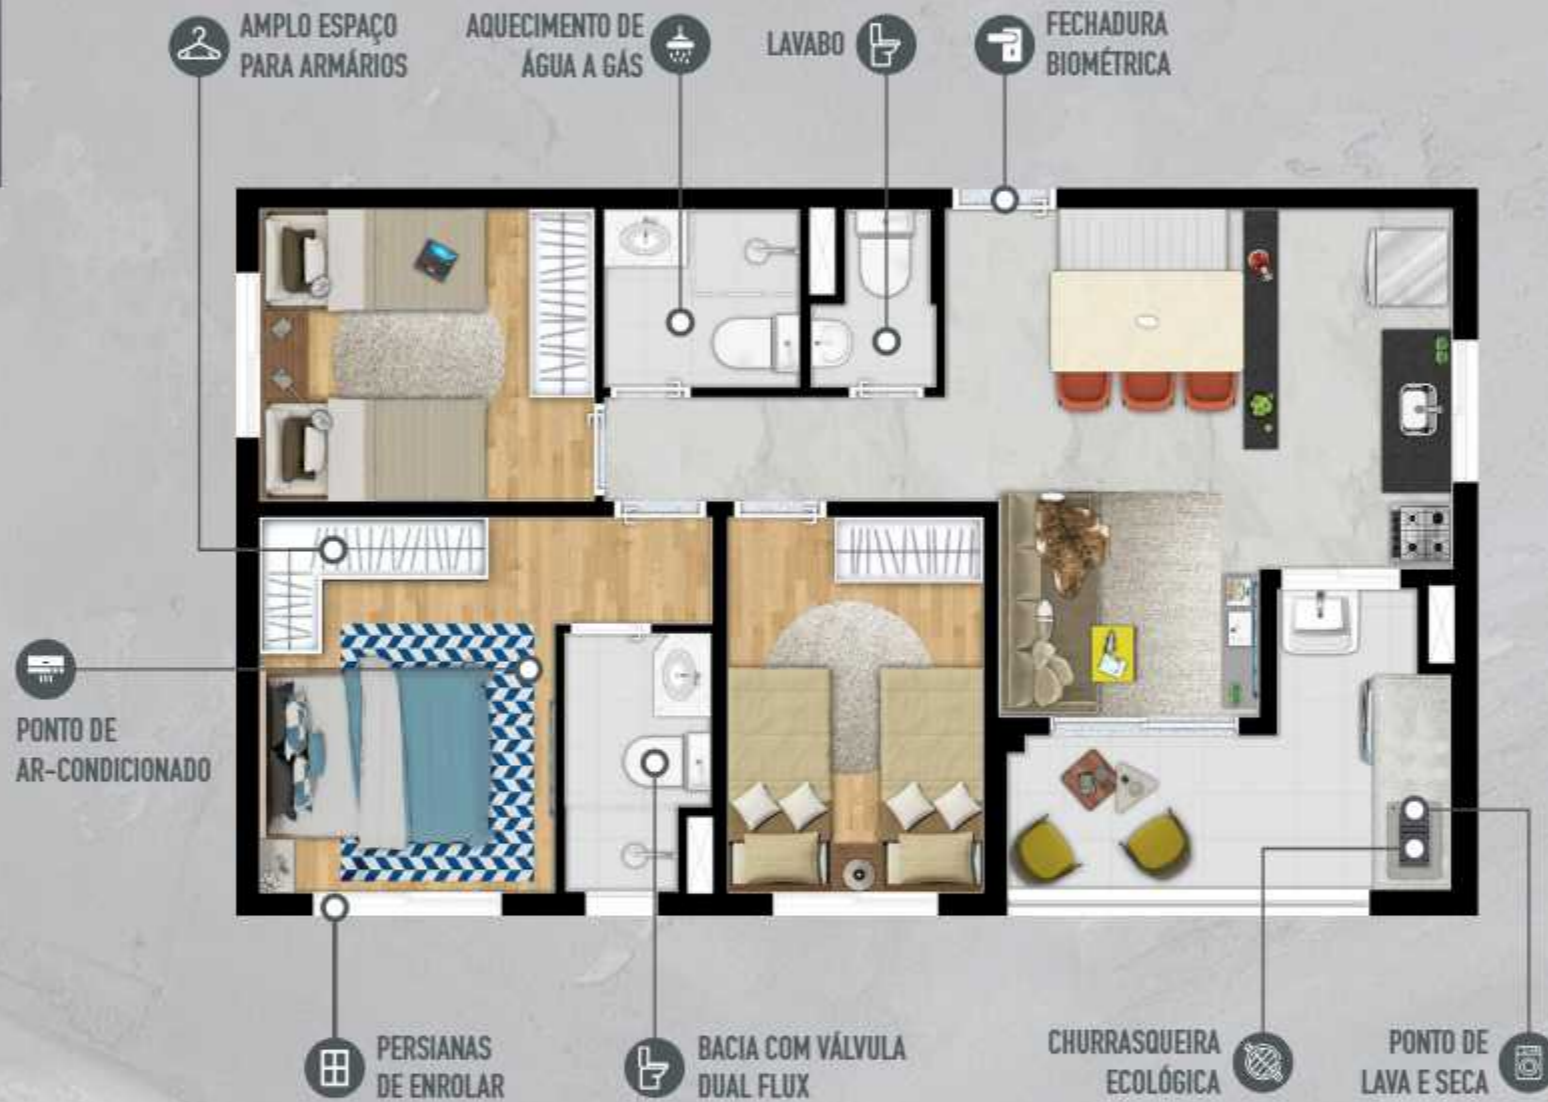 AMPLO ESPAÇO
PARA ARMÁRIOS
AQUECIMENTO DE
ÁGUA A GÁS
LAVABO
FECHADURA
BIOMÉTRICA
PONTO DE
AR-CONDICIONADO
PERSIANAS
DE ENROLAR
BACIA COM VÁLVULA
DUAL FLUX
CHURRASQUEIRA
ECOLÓGICA
PONTO DE
LAVA E SECA